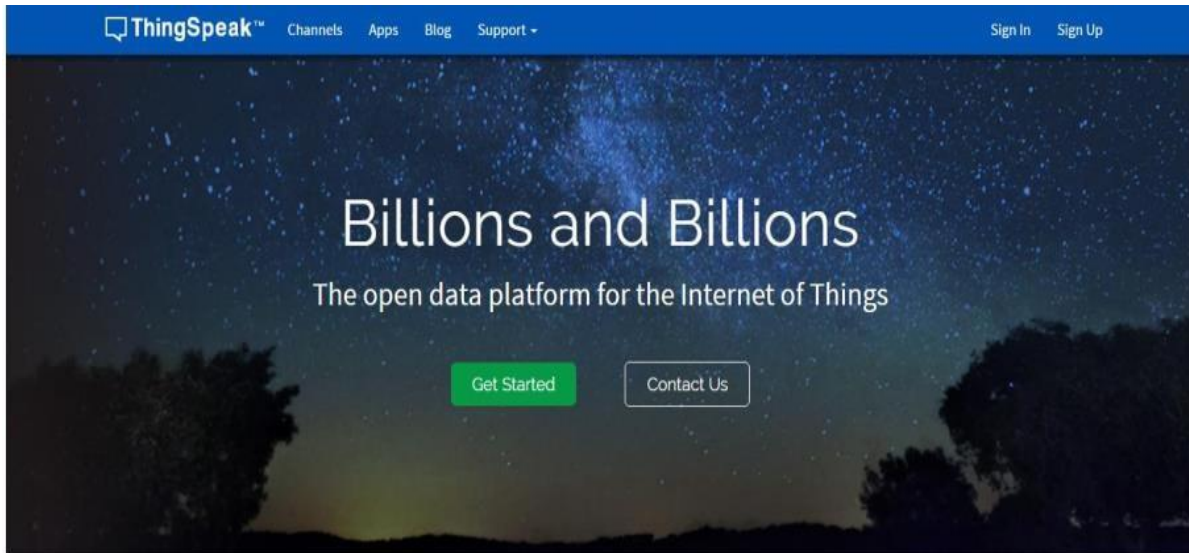 ThingSpeak™ Channels Apps Blog Support Sign In Sign Up
Billions and Billions
The open data platform for the Internet of Things
Get Started Contact Us